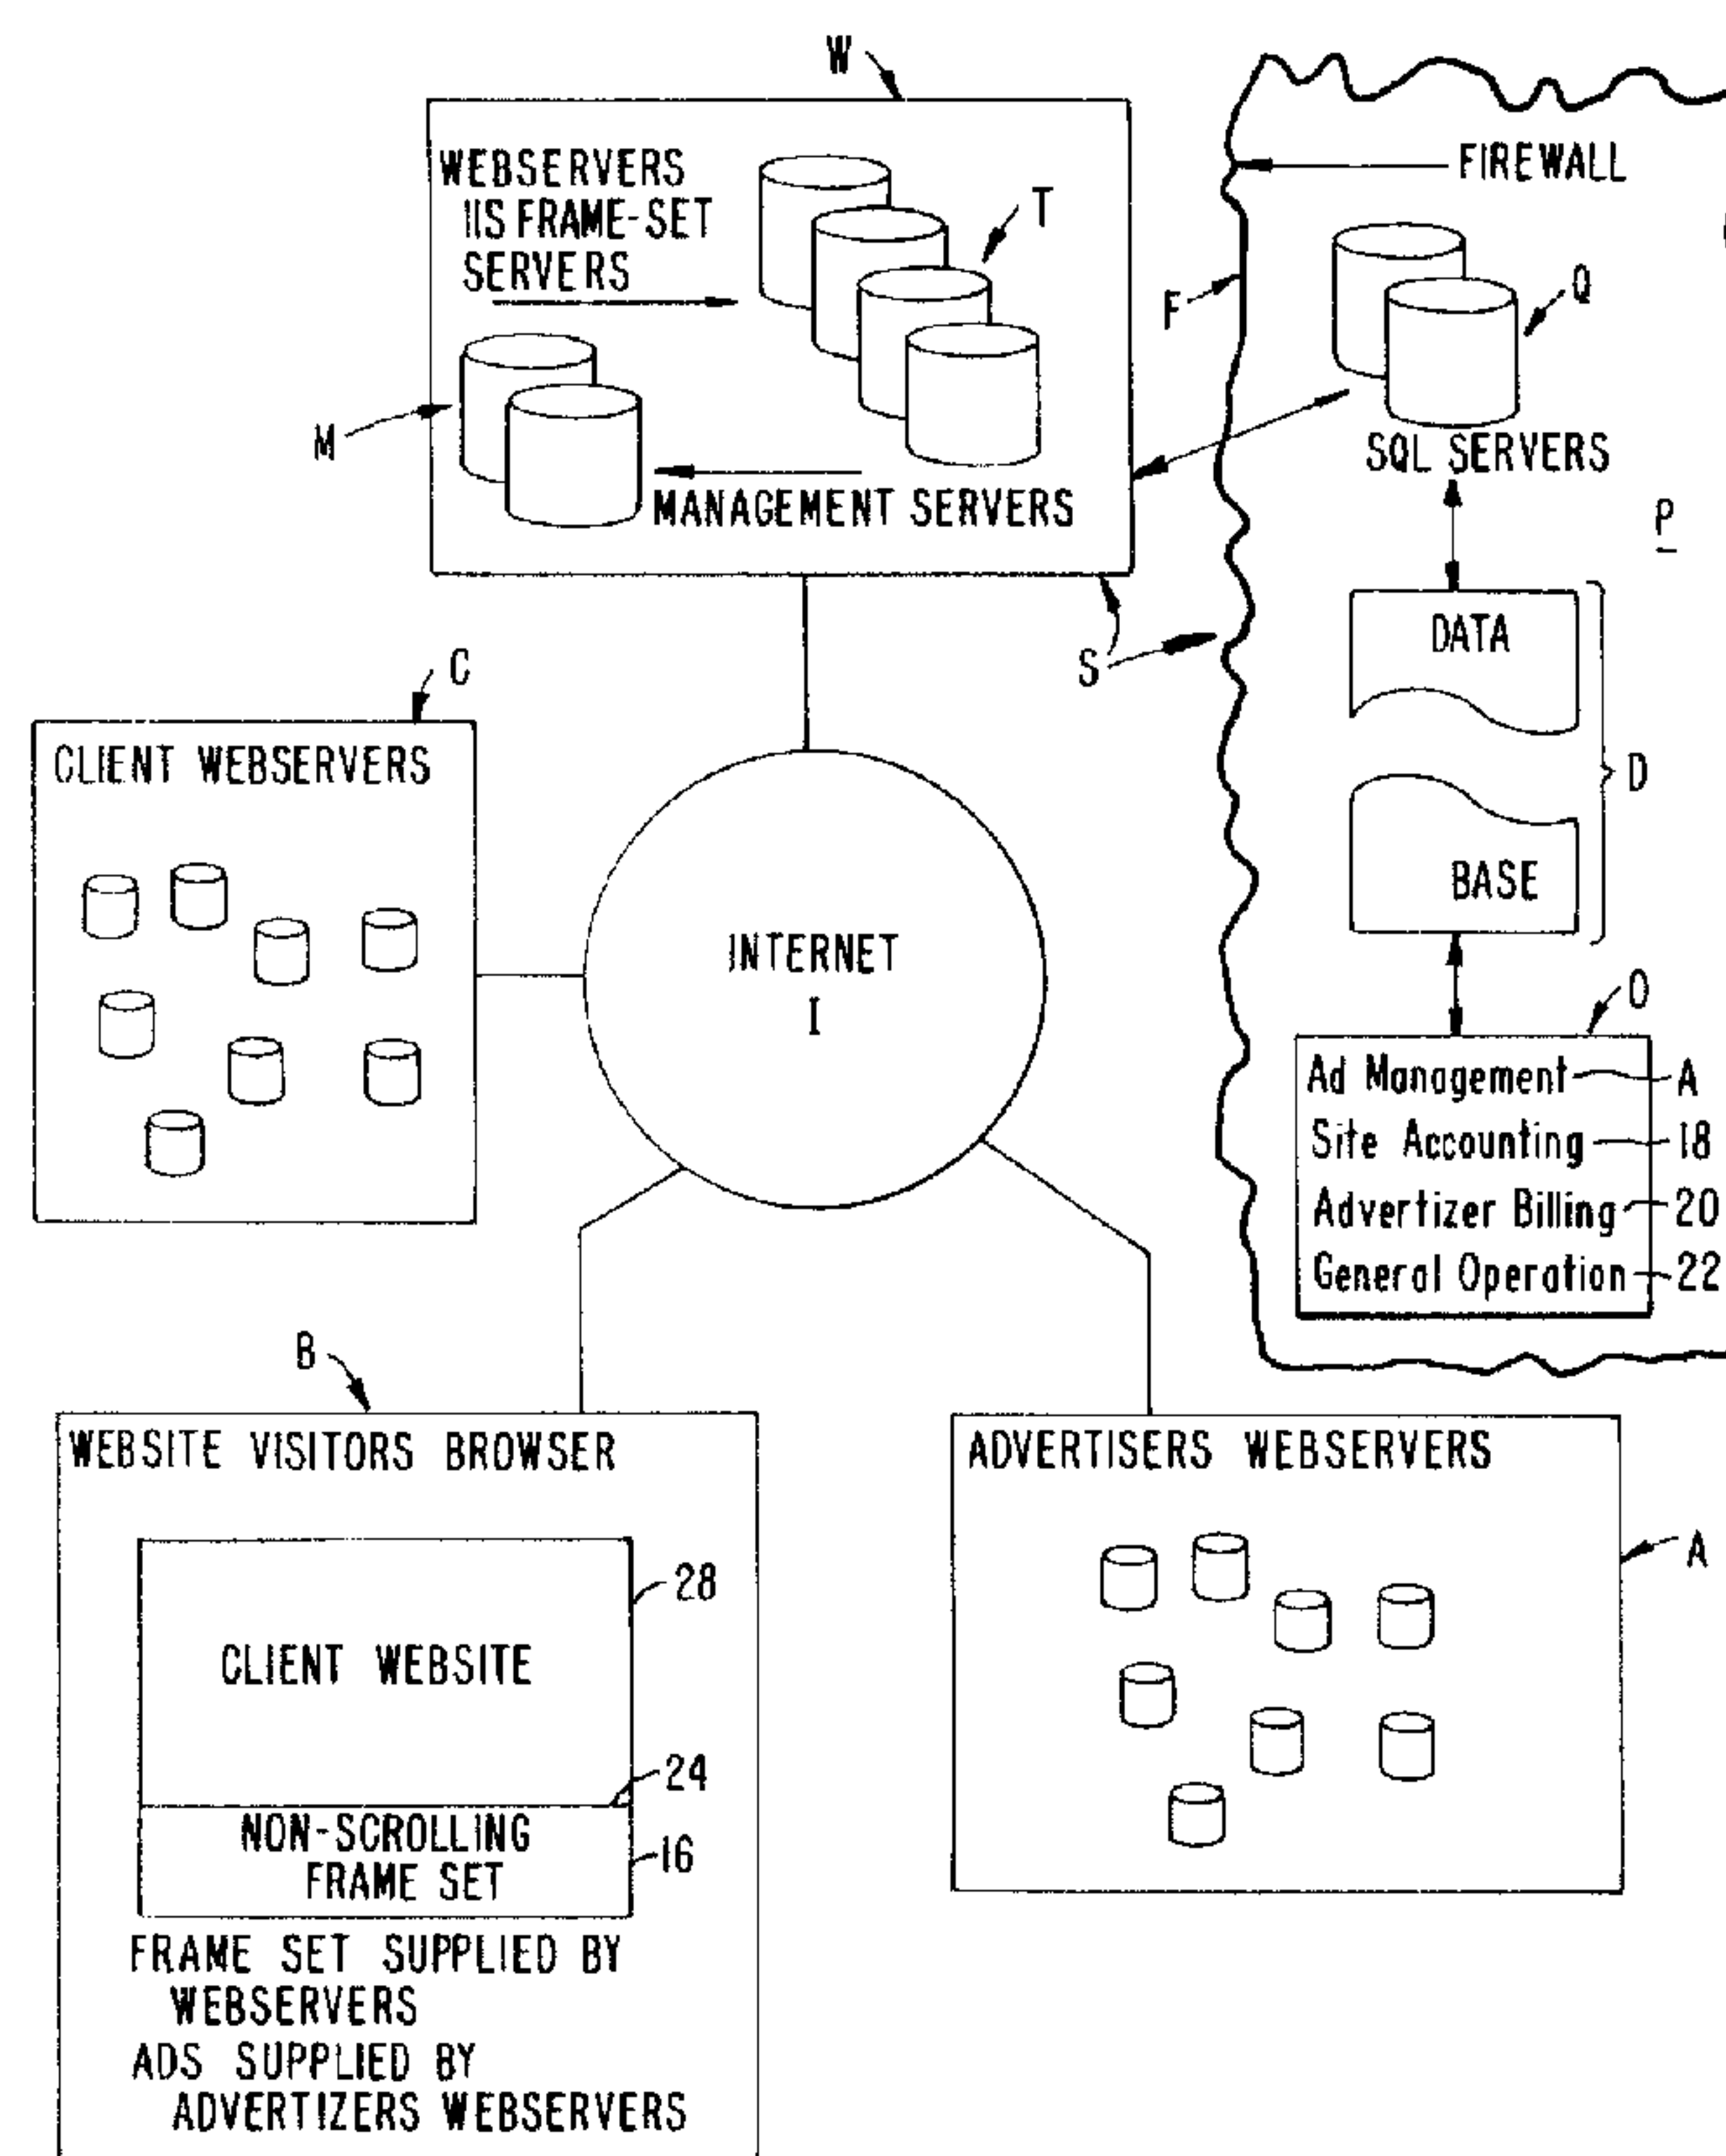 W
WEBSERVERS
IIS FRAME-SET
SERVERS
T
M
MANAGEMENT SERVERS
FIREWALL
F
Q
SQL SERVERS
P
S
DATA
BASE
D
C
CLIENT WEBSERVERS
INTERNET
I
O
Ad Management A
Site Accounting 18
Advertizer Billing 20
General Operation 22
B
WEBSITE VISITORS BROWSER
28
CLIENT WEBSITE
24
NON-SCROLLING
FRAME SET
16
FRAME SET SUPPLIED BY
WEBSERVERS
ADS SUPPLIED BY
ADVERTIZERS WEBSERVERS
ADVERTISERS WEBSERVERS
A